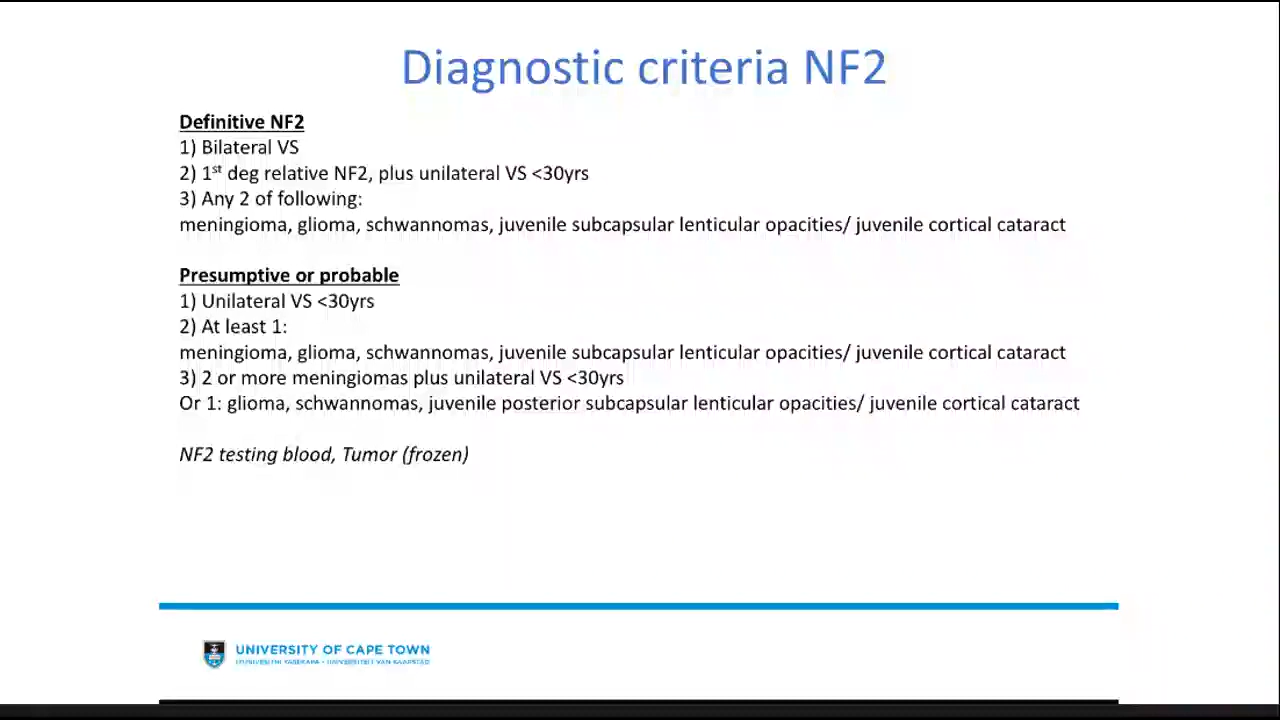 Diagnostic criteria NF2
Definitive NF2
1) Bilateral VS
2) 1st deg relative NF2, plus unilateral VS <30yrs
3) Any 2 of following:
meningioma, glioma, schwannomas, juvenile subcapsular lenticular opacities/ juvenile cortical cataract
Presumptive or probable
1) Unilateral VS <30yrs
2) At least 1:
meningioma, glioma, schwannomas, juvenile subcapsular lenticular opacities/ juvenile cortical cataract
3) 2 or more meningiomas plus unilateral VS <30yrs
Or 1: glioma, schwannomas, juvenile posterior subcapsular lenticular opacities/ juvenile cortical cataract
NF2 testing blood, Tumor (frozen)
UNIVERSITY OF CAPE TOWN